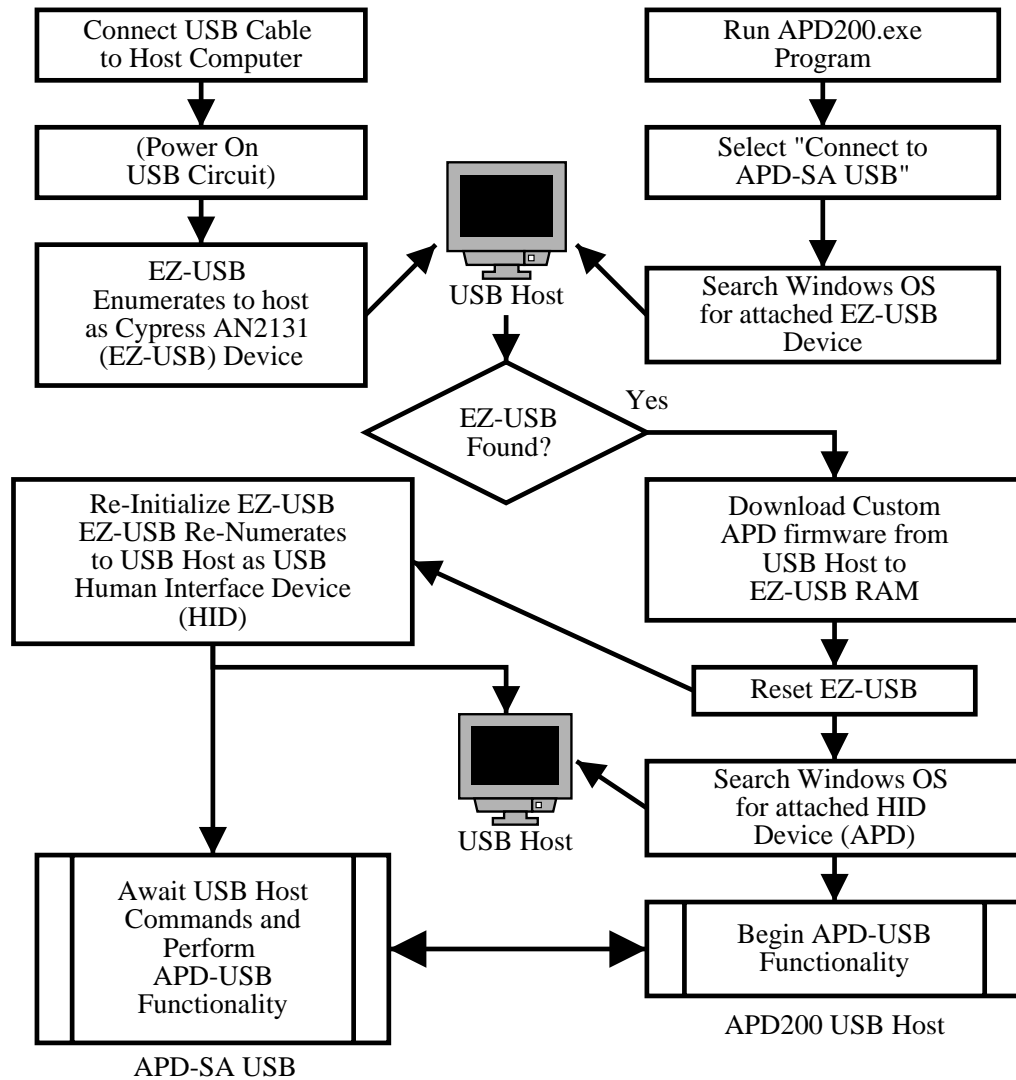 Connect USB Cable
to Host Computer
Run APD200.exe
Program
(Power On
USB Circuit)
Select "Connect to
APD-SA USB"
EZ-USB
Enumerates to host
as Cypress AN2131
(EZ-USB) Device
USB Host
Search Windows OS
for attached EZ-USB
Device
EZ-USB
Found?
Yes
Re-Initialize EZ-USB
EZ-USB Re-Numerates
to USB Host as USB
Human Interface Device
(HID)
Download Custom
APD firmware from
USB Host to
EZ-USB RAM
Reset EZ-USB
USB Host
Search Windows OS
for attached HID
Device (APD)
Await USB Host
Commands and
Perform
APD-USB
Functionality
Begin APD-USB
Functionality
APD200 USB Host
APD-SA USB